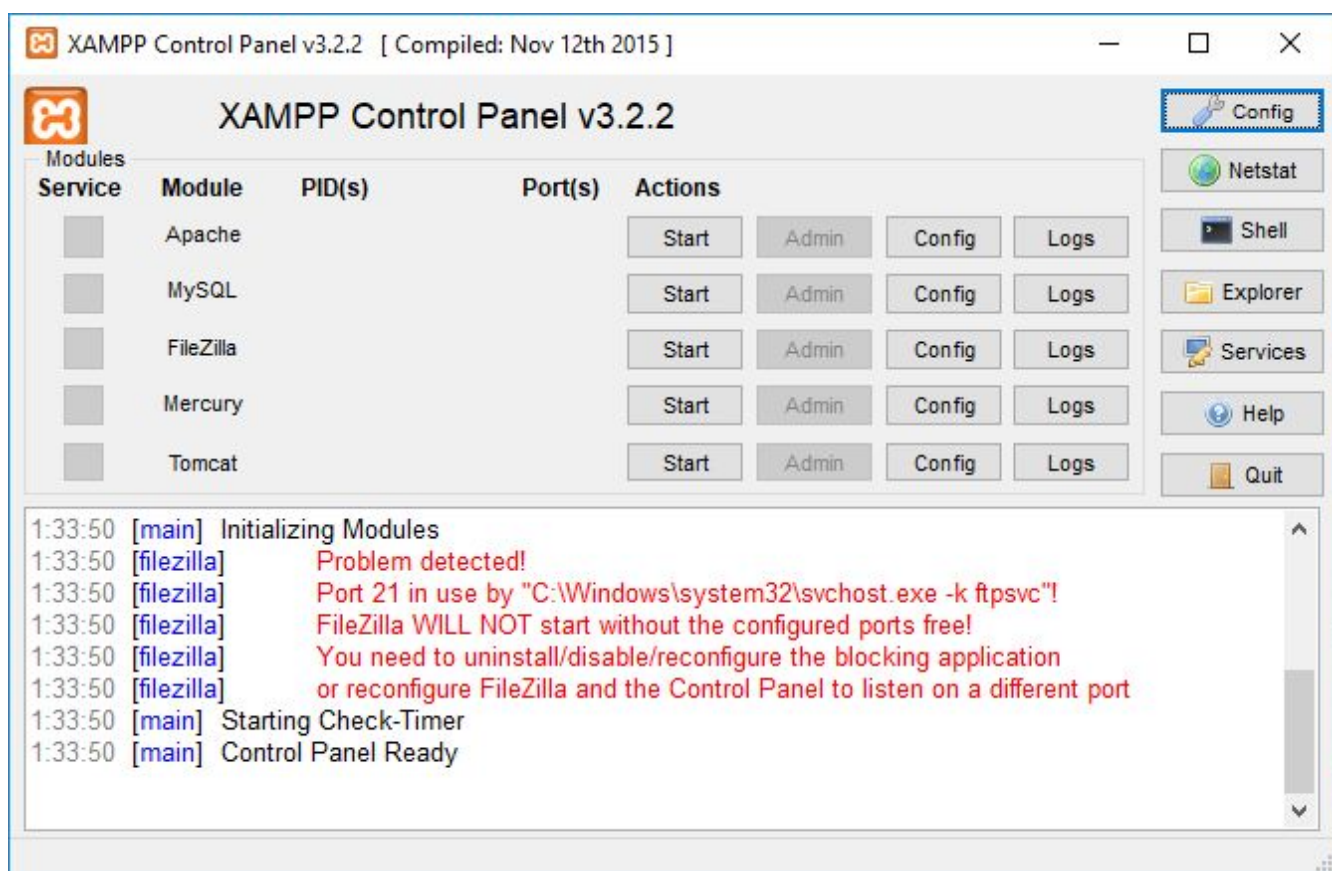 XAMPP Control Panel v3.2.2 [ Compiled: Nov 12th 2015 ]
XAMPP Control Panel v3.2.2
Config
Modules
Service Module PID(s) Port(s) Actions
Netstat
Apache Start Admin Config Logs
Shell
MySQL Start Admin Config Logs
Explorer
FileZilla Start Admin Config Logs
Services
Mercury Start Admin Config Logs
Help
Tomcat Start Admin Config Logs
Quit
1:33:50 [main] Initializing Modules
1:33:50 [filezilla] Problem detected!
1:33:50 [filezilla] Port 21 in use by "C:\Windows\system32\svchost.exe -k ftpsvc"!
1:33:50 [filezilla] FileZilla WILL NOT start without the configured ports free!
1:33:50 [filezilla] You need to uninstall/disable/reconfigure the blocking application
1:33:50 [filezilla] or reconfigure FileZilla and the Control Panel to listen on a different port
1:33:50 [main] Starting Check-Timer
1:33:50 [main] Control Panel Ready